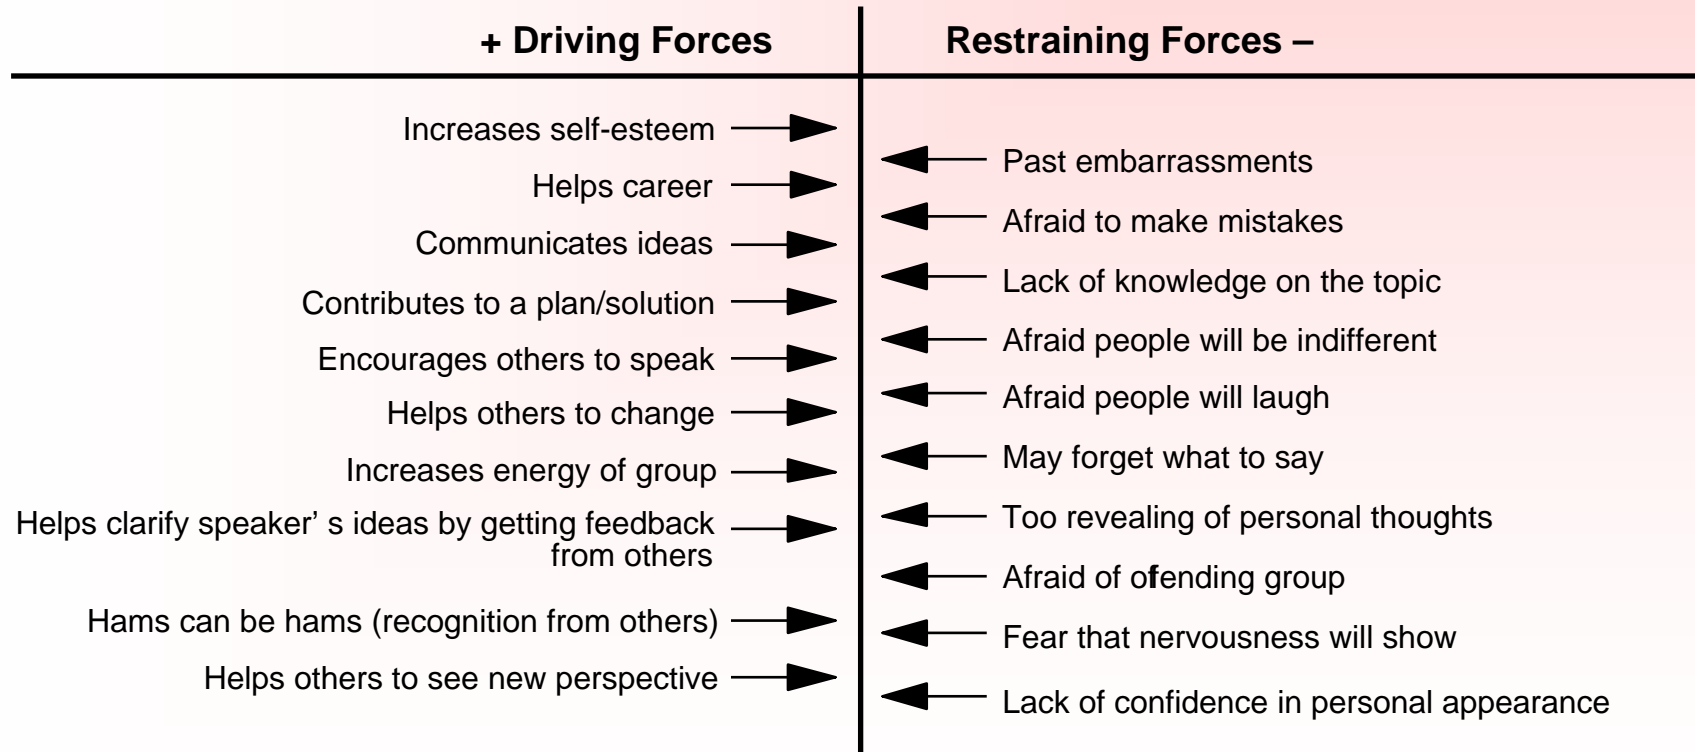 + Driving Forces
Restraining Forces –
Increases self-esteem
Helps career
Communicates ideas
Contributes to a plan/solution
Encourages others to speak
Helps others to change
Increases energy of group
Helps clarify speaker’ s ideas by getting feedback
from others
Hams can be hams (recognition from others)
Helps others to see new perspective
Past embarrassments
Afraid to make mistakes
Lack of knowledge on the topic
Afraid people will be indifferent
Afraid people will laugh
May forget what to say
Too revealing of personal thoughts
Afraid of offending group
Fear that nervousness will show
Lack of confidence in personal appearance